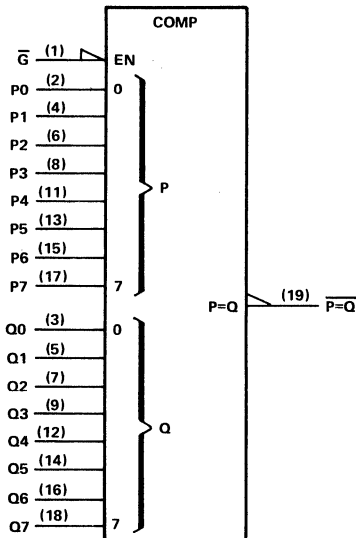 COMP
G̅ (1) EN
P0 (2) 0
P1 (4)
P2 (6)
P3 (8)
P
P4 (11)
P5 (13)
P6 (15)
P7 (17) 7
P=Q (19) P̅=̅Q̅
Q0 (3) 0
Q1 (5)
Q2 (7)
Q3 (9)
Q
Q4 (12)
Q5 (14)
Q6 (16)
Q7 (18) 7